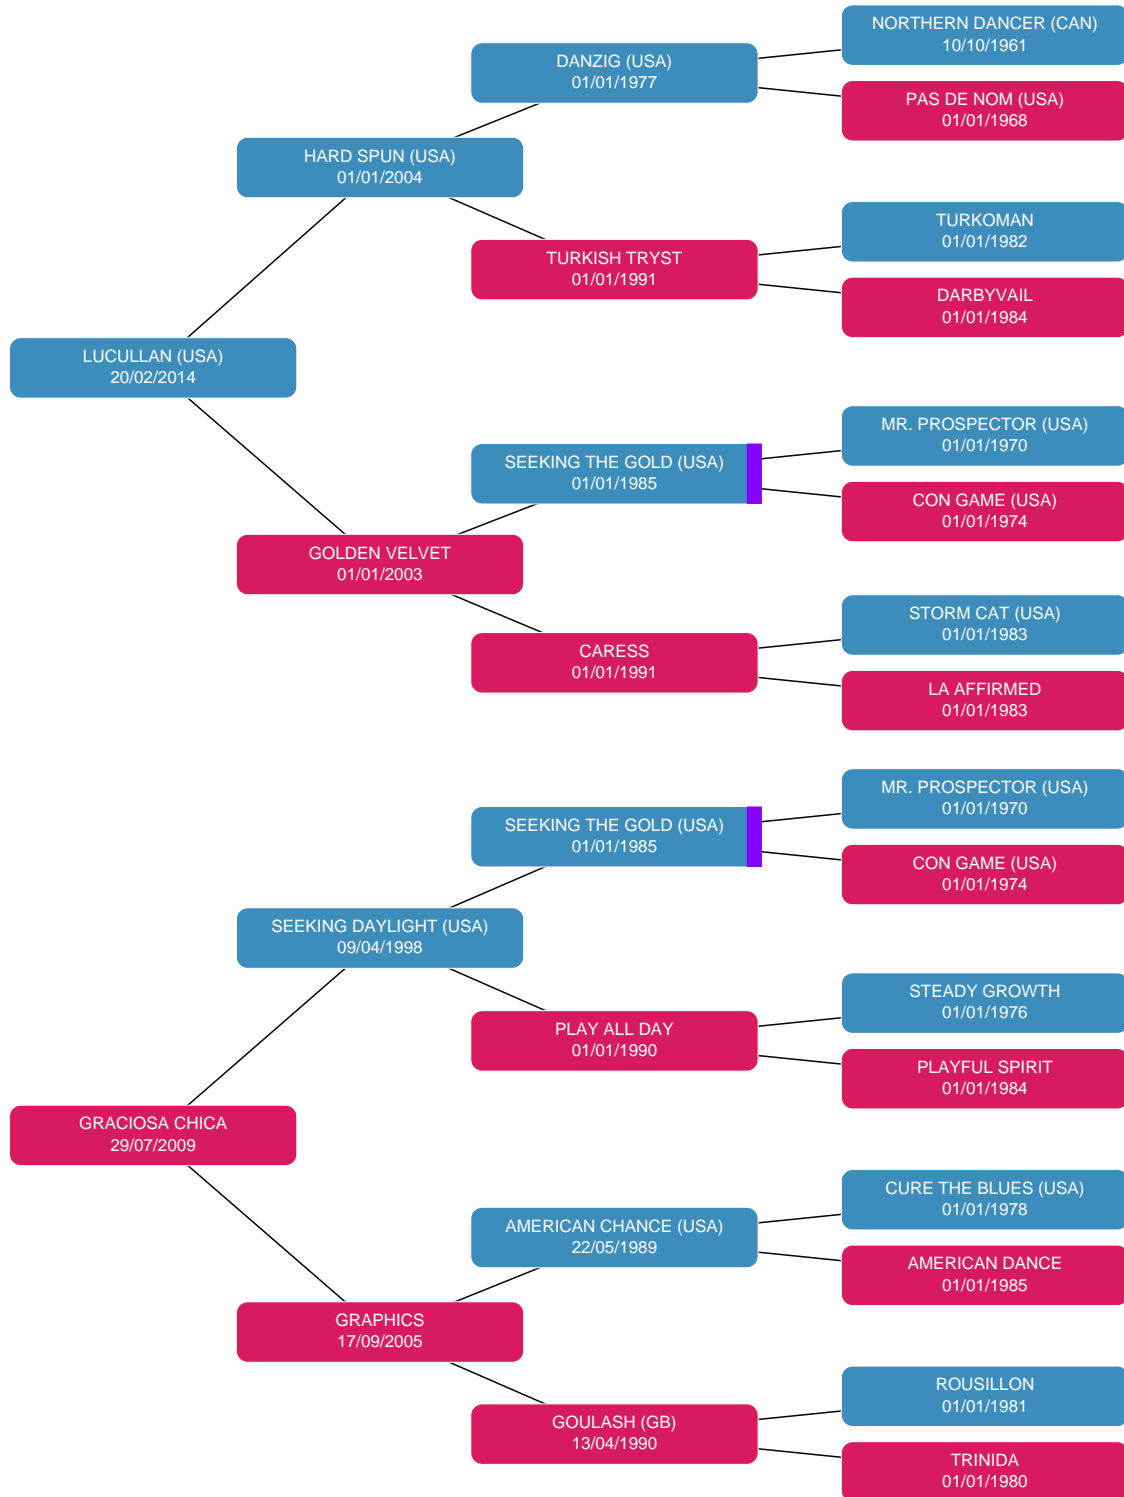 NORTHERN DANCER (CAN)
10/10/1961
DANZIG (USA)
01/01/1977
PAS DE NOM (USA)
01/01/1968
HARD SPUN (USA)
01/01/2004
TURKOMAN
01/01/1982
TURKISH TRYST
01/01/1991
DARBYVAIL
01/01/1984
LUCULLAN (USA)
20/02/2014
MR. PROSPECTOR (USA)
01/01/1970
SEEKING THE GOLD (USA)
01/01/1985
CON GAME (USA)
01/01/1974
GOLDEN VELVET
01/01/2003
STORM CAT (USA)
01/01/1983
CARESS
01/01/1991
LA AFFIRMED
01/01/1983
MR. PROSPECTOR (USA)
01/01/1970
SEEKING THE GOLD (USA)
01/01/1985
CON GAME (USA)
01/01/1974
SEEKING DAYLIGHT (USA)
09/04/1998
STEADY GROWTH
01/01/1976
PLAY ALL DAY
01/01/1990
PLAYFUL SPIRIT
01/01/1984
GRACIOSA CHICA
29/07/2009
CURE THE BLUES (USA)
01/01/1978
AMERICAN CHANCE (USA)
22/05/1989
AMERICAN DANCE
01/01/1985
GRAPHICS
17/09/2005
ROUSILLON
01/01/1981
GOULASH (GB)
13/04/1990
TRINIDA
01/01/1980